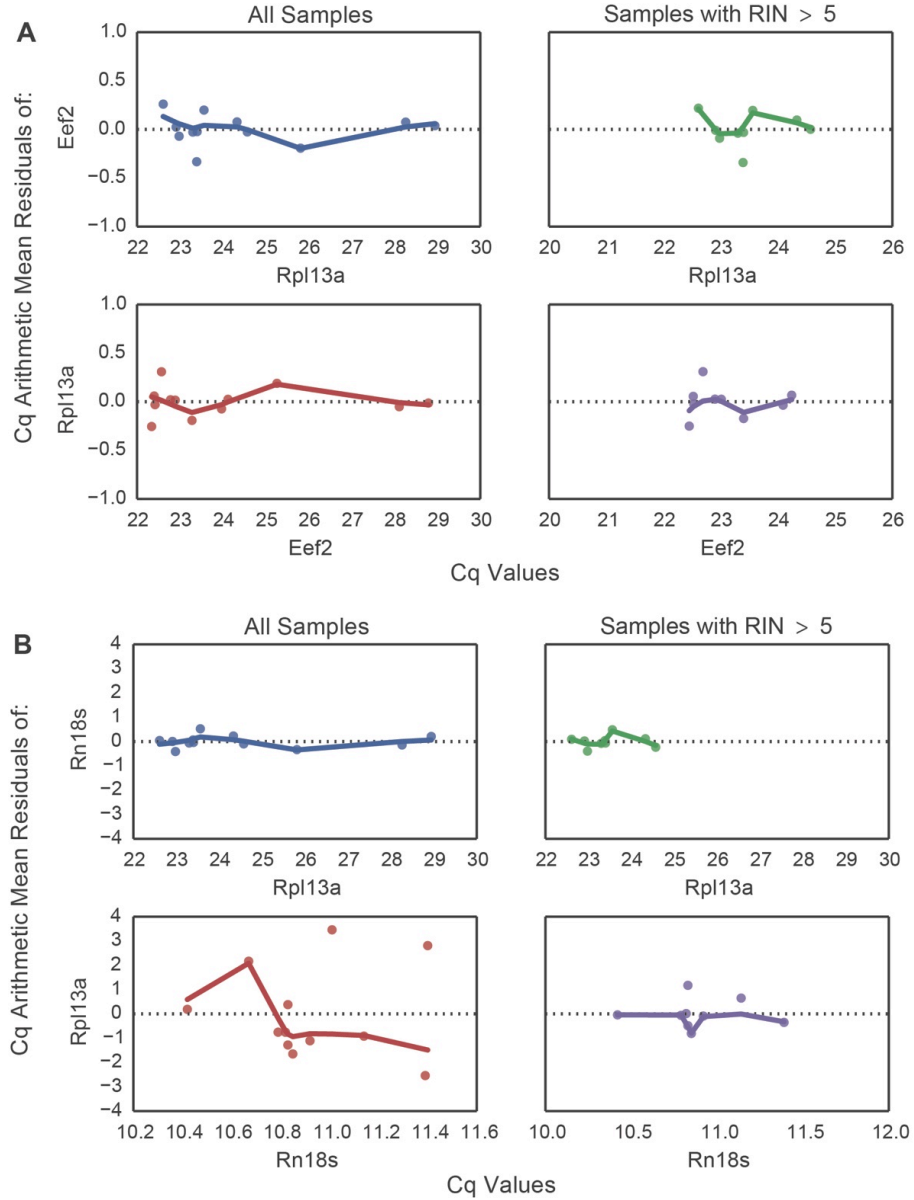 A
All Samples
Samples with RIN > 5
Cq Arithmetic Mean Residuals of:
Eef2
1.0
0.5
0.0
−0.5
−1.0
22 23 24 25 26 27 28 29 30
Rpl13a
20 21 22 23 24 25 26
Rpl13a
Rpl13a
1.0
0.5
0.0
−0.5
−1.0
22 23 24 25 26 27 28 29 30
Eef2
20 21 22 23 24 25 26
Eef2
Cq Values
B
All Samples
Samples with RIN > 5
Cq Arithmetic Mean Residuals of:
Rn18s
4
3
2
1
0
−1
−2
−3
−4
22 23 24 25 26 27 28 29 30
Rpl13a
22 23 24 25 26 27 28 29 30
Rpl13a
Rpl13a
4
3
2
1
0
−1
−2
−3
−4
10.2 10.4 10.6 10.8 11.0 11.2 11.4 11.6
Rn18s
10.0 10.5 11.0 11.5 12.0
Rn18s
Cq Values